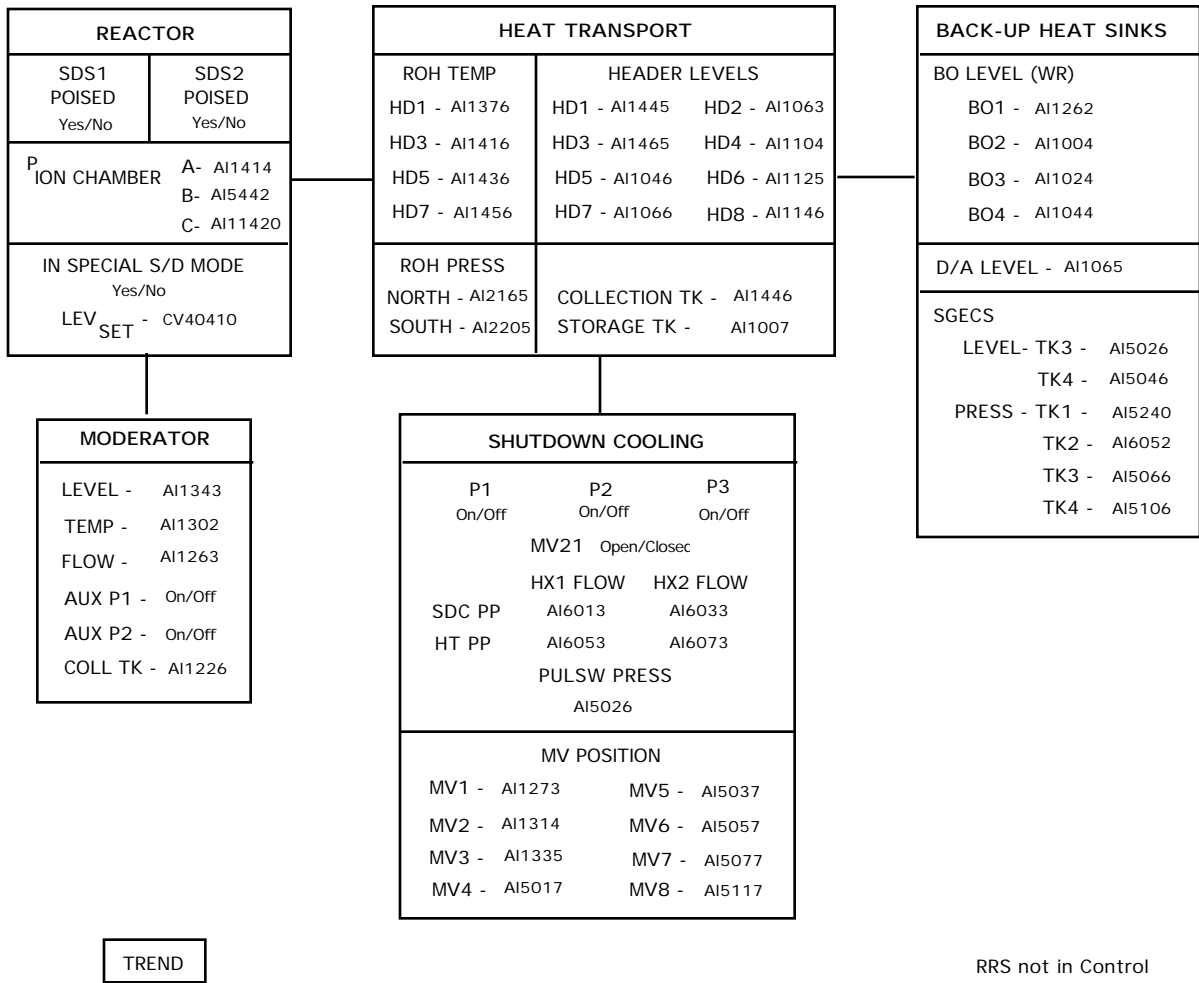 REACTOR
SDS1
POISED
Yes/No
SDS2
POISED
Yes/No
P ION CHAMBER A- AI1414
B- AI5442
C- AI11420
IN SPECIAL S/D MODE
Yes/No
LEV SET - CV40410
HEAT TRANSPORT
ROH TEMP
HD1 - AI1376
HD3 - AI1416
HD5 - AI1436
HD7 - AI1456
HEADER LEVELS
HD1 - AI1445 HD2 - AI1063
HD3 - AI1465 HD4 - AI1104
HD5 - AI1046 HD6 - AI1125
HD7 - AI1066 HD8 - AI1146
ROH PRESS
NORTH - AI2165
SOUTH - AI2205
COLLECTION TK - AI1446
STORAGE TK - AI1007
BACK-UP HEAT SINKS
BO LEVEL (WR)
BO1 - AI1262
BO2 - AI1004
BO3 - AI1024
BO4 - AI1044
D/A LEVEL - AI1065
SGECS
LEVEL- TK3 - AI5026
TK4 - AI5046
PRESS - TK1 - AI5240
TK2 - AI6052
TK3 - AI5066
TK4 - AI5106
MODERATOR
LEVEL - AI1343
TEMP - AI1302
FLOW - AI1263
AUX P1 - On/Off
AUX P2 - On/Off
COLL TK - AI1226
SHUTDOWN COOLING
P1 P2 P3
On/Off On/Off On/Off
MV21 Open/Closec
HX1 FLOW HX2 FLOW
SDC PP AI6013 AI6033
HT PP AI6053 AI6073
PULSW PRESS
AI5026
MV POSITION
MV1 - AI1273 MV5 - AI5037
MV2 - AI1314 MV6 - AI5057
MV3 - AI1335 MV7 - AI5077
MV4 - AI5017 MV8 - AI5117
TREND
RRS not in Control